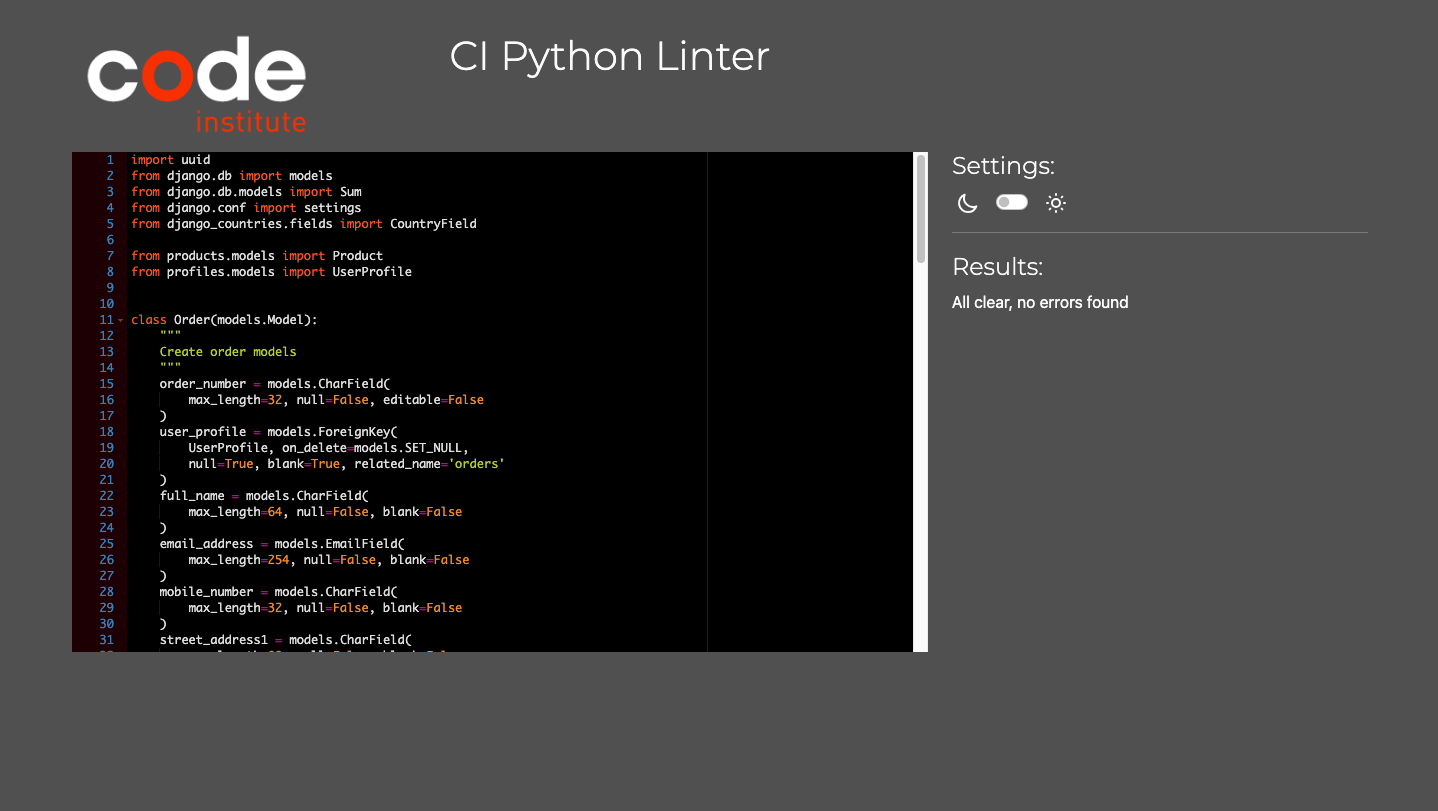 code
institute
CI Python Linter
1 import uuid
2 from django.db import models
3 from django.db.models import Sum
4 from django.conf import settings
5 from django_countries.fields import CountryField
6
7 from products.models import Product
8 from profiles.models import UserProfile
9
10
11 class Order(models.Model):
12     """
13     Create order models
14     """
15     order_number = models.CharField(
16         max_length=32, null=False, editable=False
17     )
18     user_profile = models.ForeignKey(
19         UserProfile, on_delete=models.SET_NULL,
20         null=True, blank=True, related_name='orders'
21     )
22     full_name = models.CharField(
23         max_length=64, null=False, blank=False
24     )
25     email_address = models.EmailField(
26         max_length=254, null=False, blank=False
27     )
28     mobile_number = models.CharField(
29         max_length=32, null=False, blank=False
30     )
31     street_address1 = models.CharField(
Settings:
Results:
All clear, no errors found